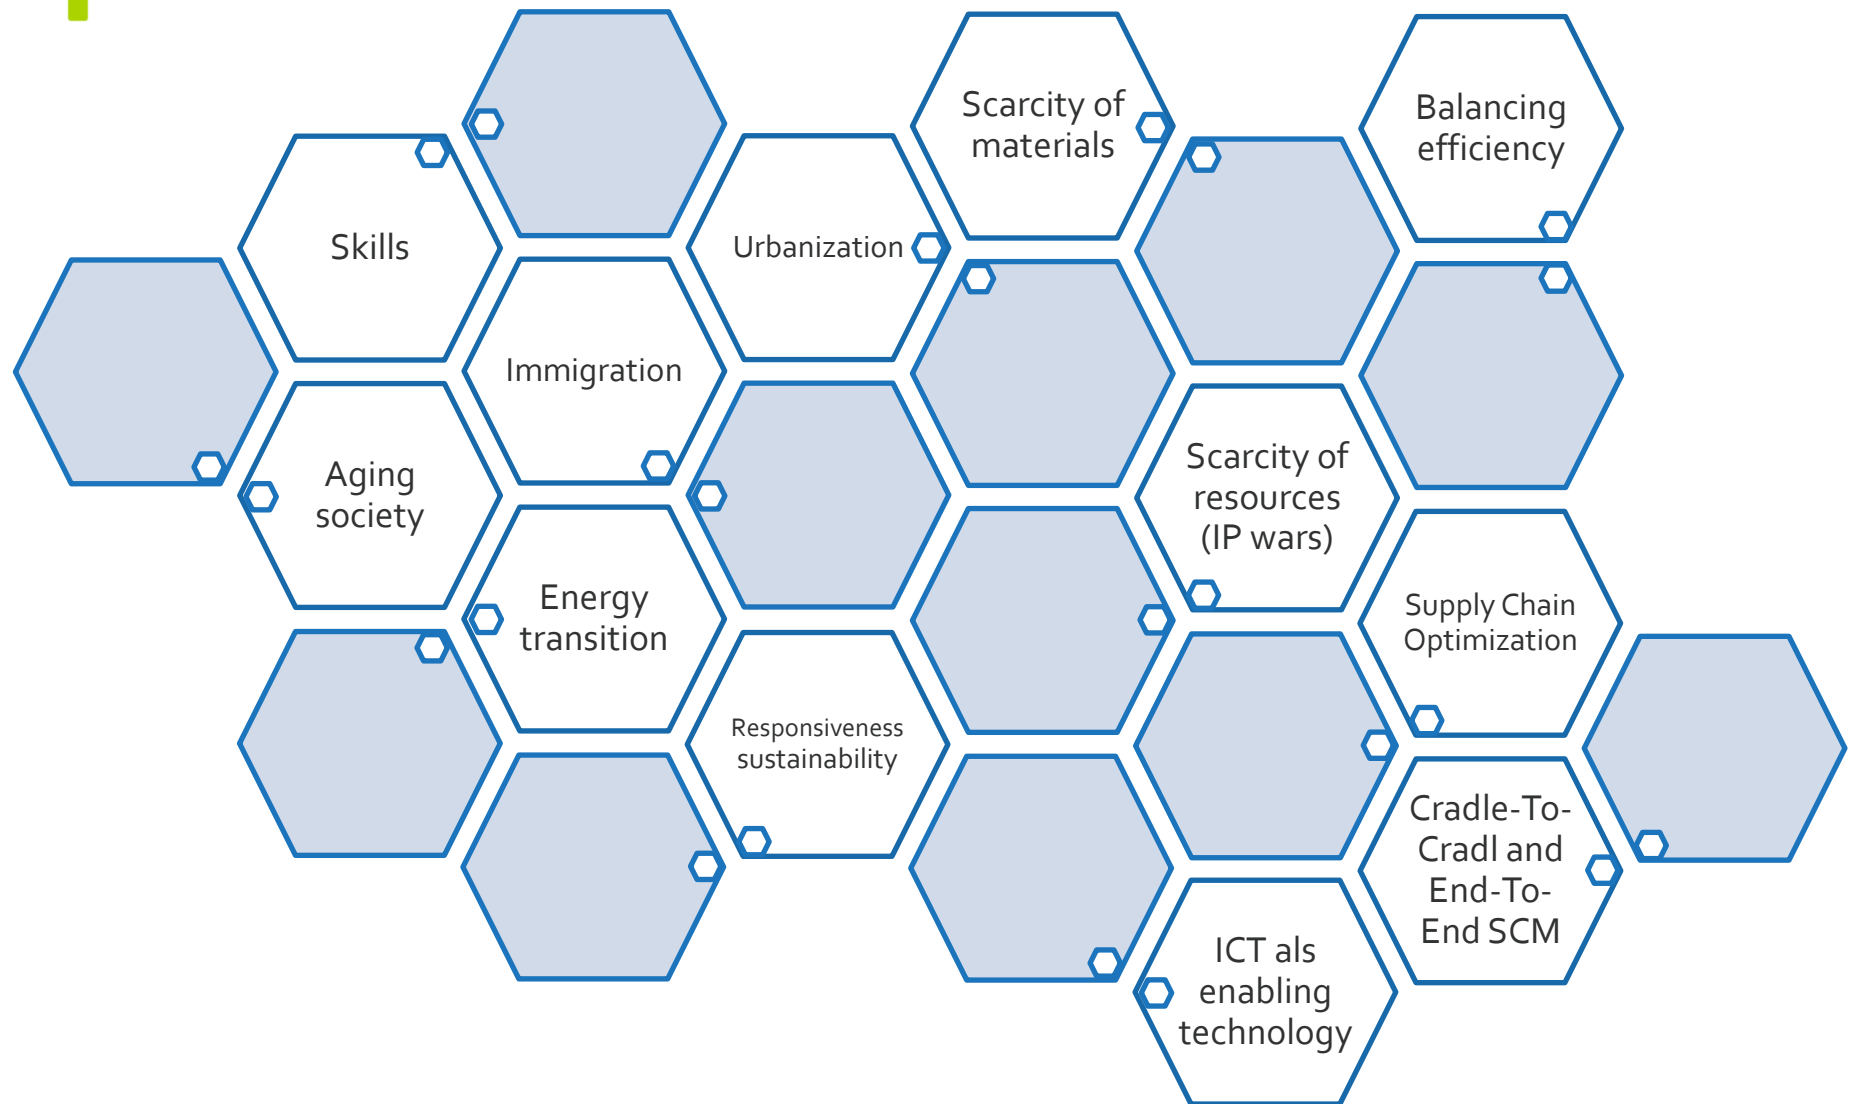 Scarcity of
materials
Balancing
efficiency
Skills
Urbanization
Immigration
Aging
society
Scarcity of
resources
(IP wars)
Energy
transition
Supply Chain
Optimization
Responsiveness
sustainability
Cradle-To-
Cradl and
End-To-
End SCM
ICT als
enabling
technology